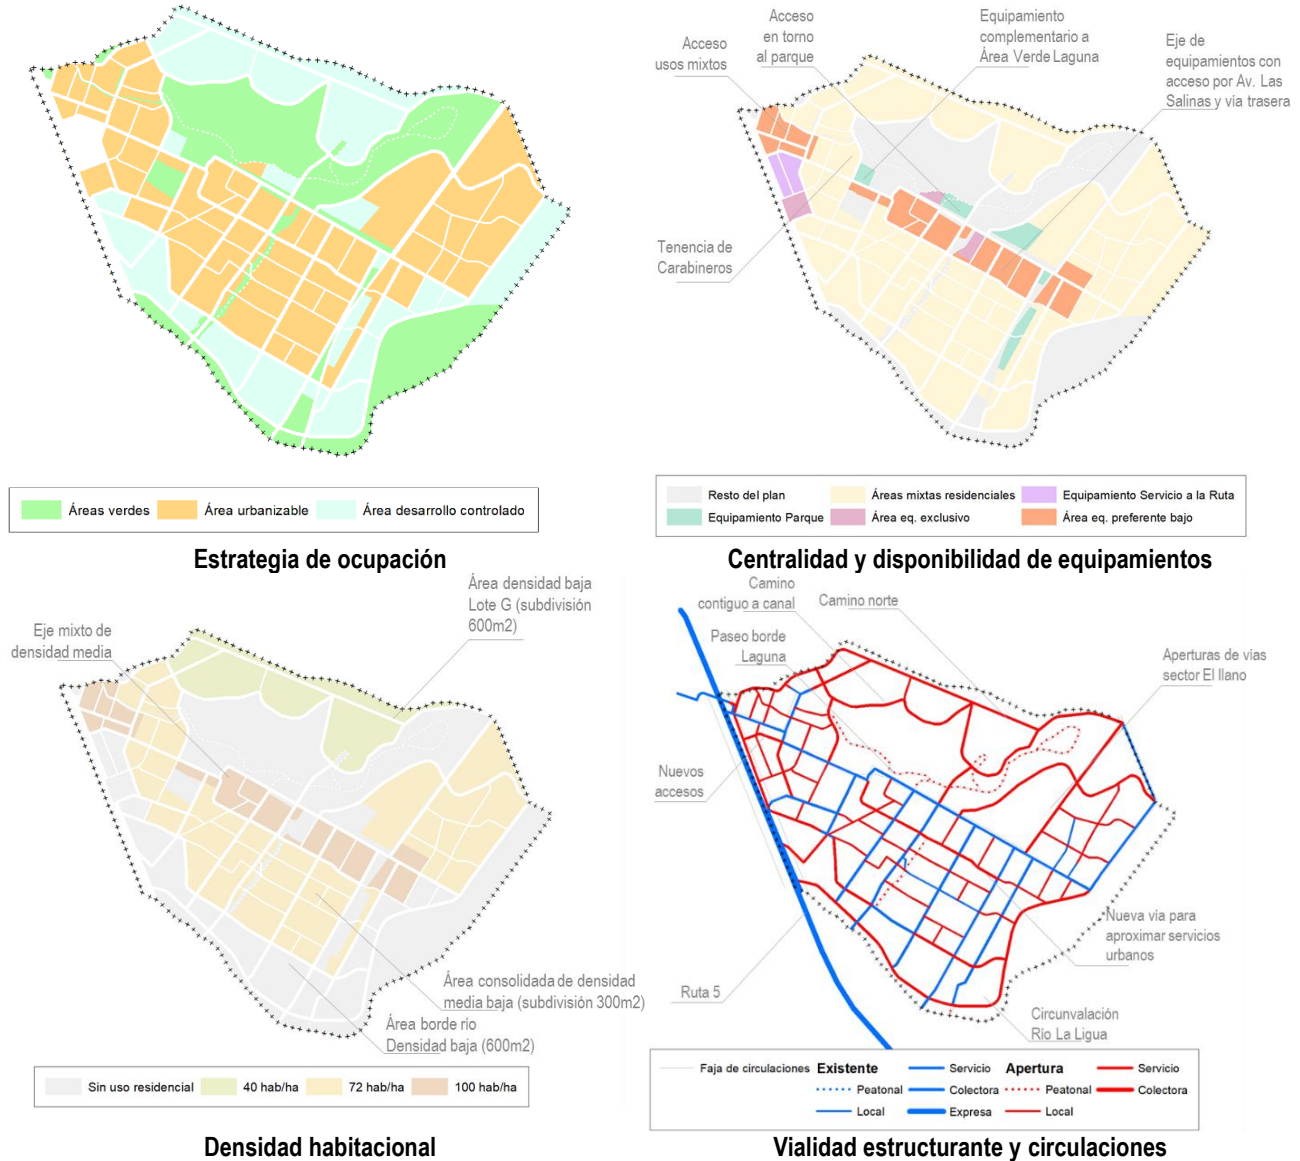 Acceso
usos mixtos
Acceso
en torno
al parque
Equipamiento
complementario a
Área Verde Laguna
Eje de
equipamientos con
acceso por Av. Las
Salinas y vía trasera
Tenencia de
Carabineros
Áreas verdes
Área urbanizable
Área desarrollo controlado
Resto del plan
Áreas mixtas residenciales
Equipamiento Servicio a la Ruta
Equipamiento Parque
Área eq. exclusivo
Área eq. preferente bajo
Estrategia de ocupación
Centralidad y disponibilidad de equipamientos
Eje mixto de
densidad media
Área densidad baja
Lote G (subdivisión
600m2)
Área consolidada de densidad
media baja (subdivisión 300m2)
Área borde rio
Densidad baja (600m2)
Sin uso residencial
40 hab/ha
72 hab/ha
100 hab/ha
Camino
contiguo a canal
Camino norte
Paseo borde
Laguna
Aperturas de vías
sector El llano
Nuevos
accesos
Nueva vía para
aproximar servicios
urbanos
Ruta 5
Circunvalación
Río La Ligua
Faja de circulaciones
Existente
Servicio
Apertura
Servicio
Peatonal
Colectora
Peatonal
Colectora
Local
Expresa
Local
Densidad habitacional
Vialidad estructurante y circulaciones